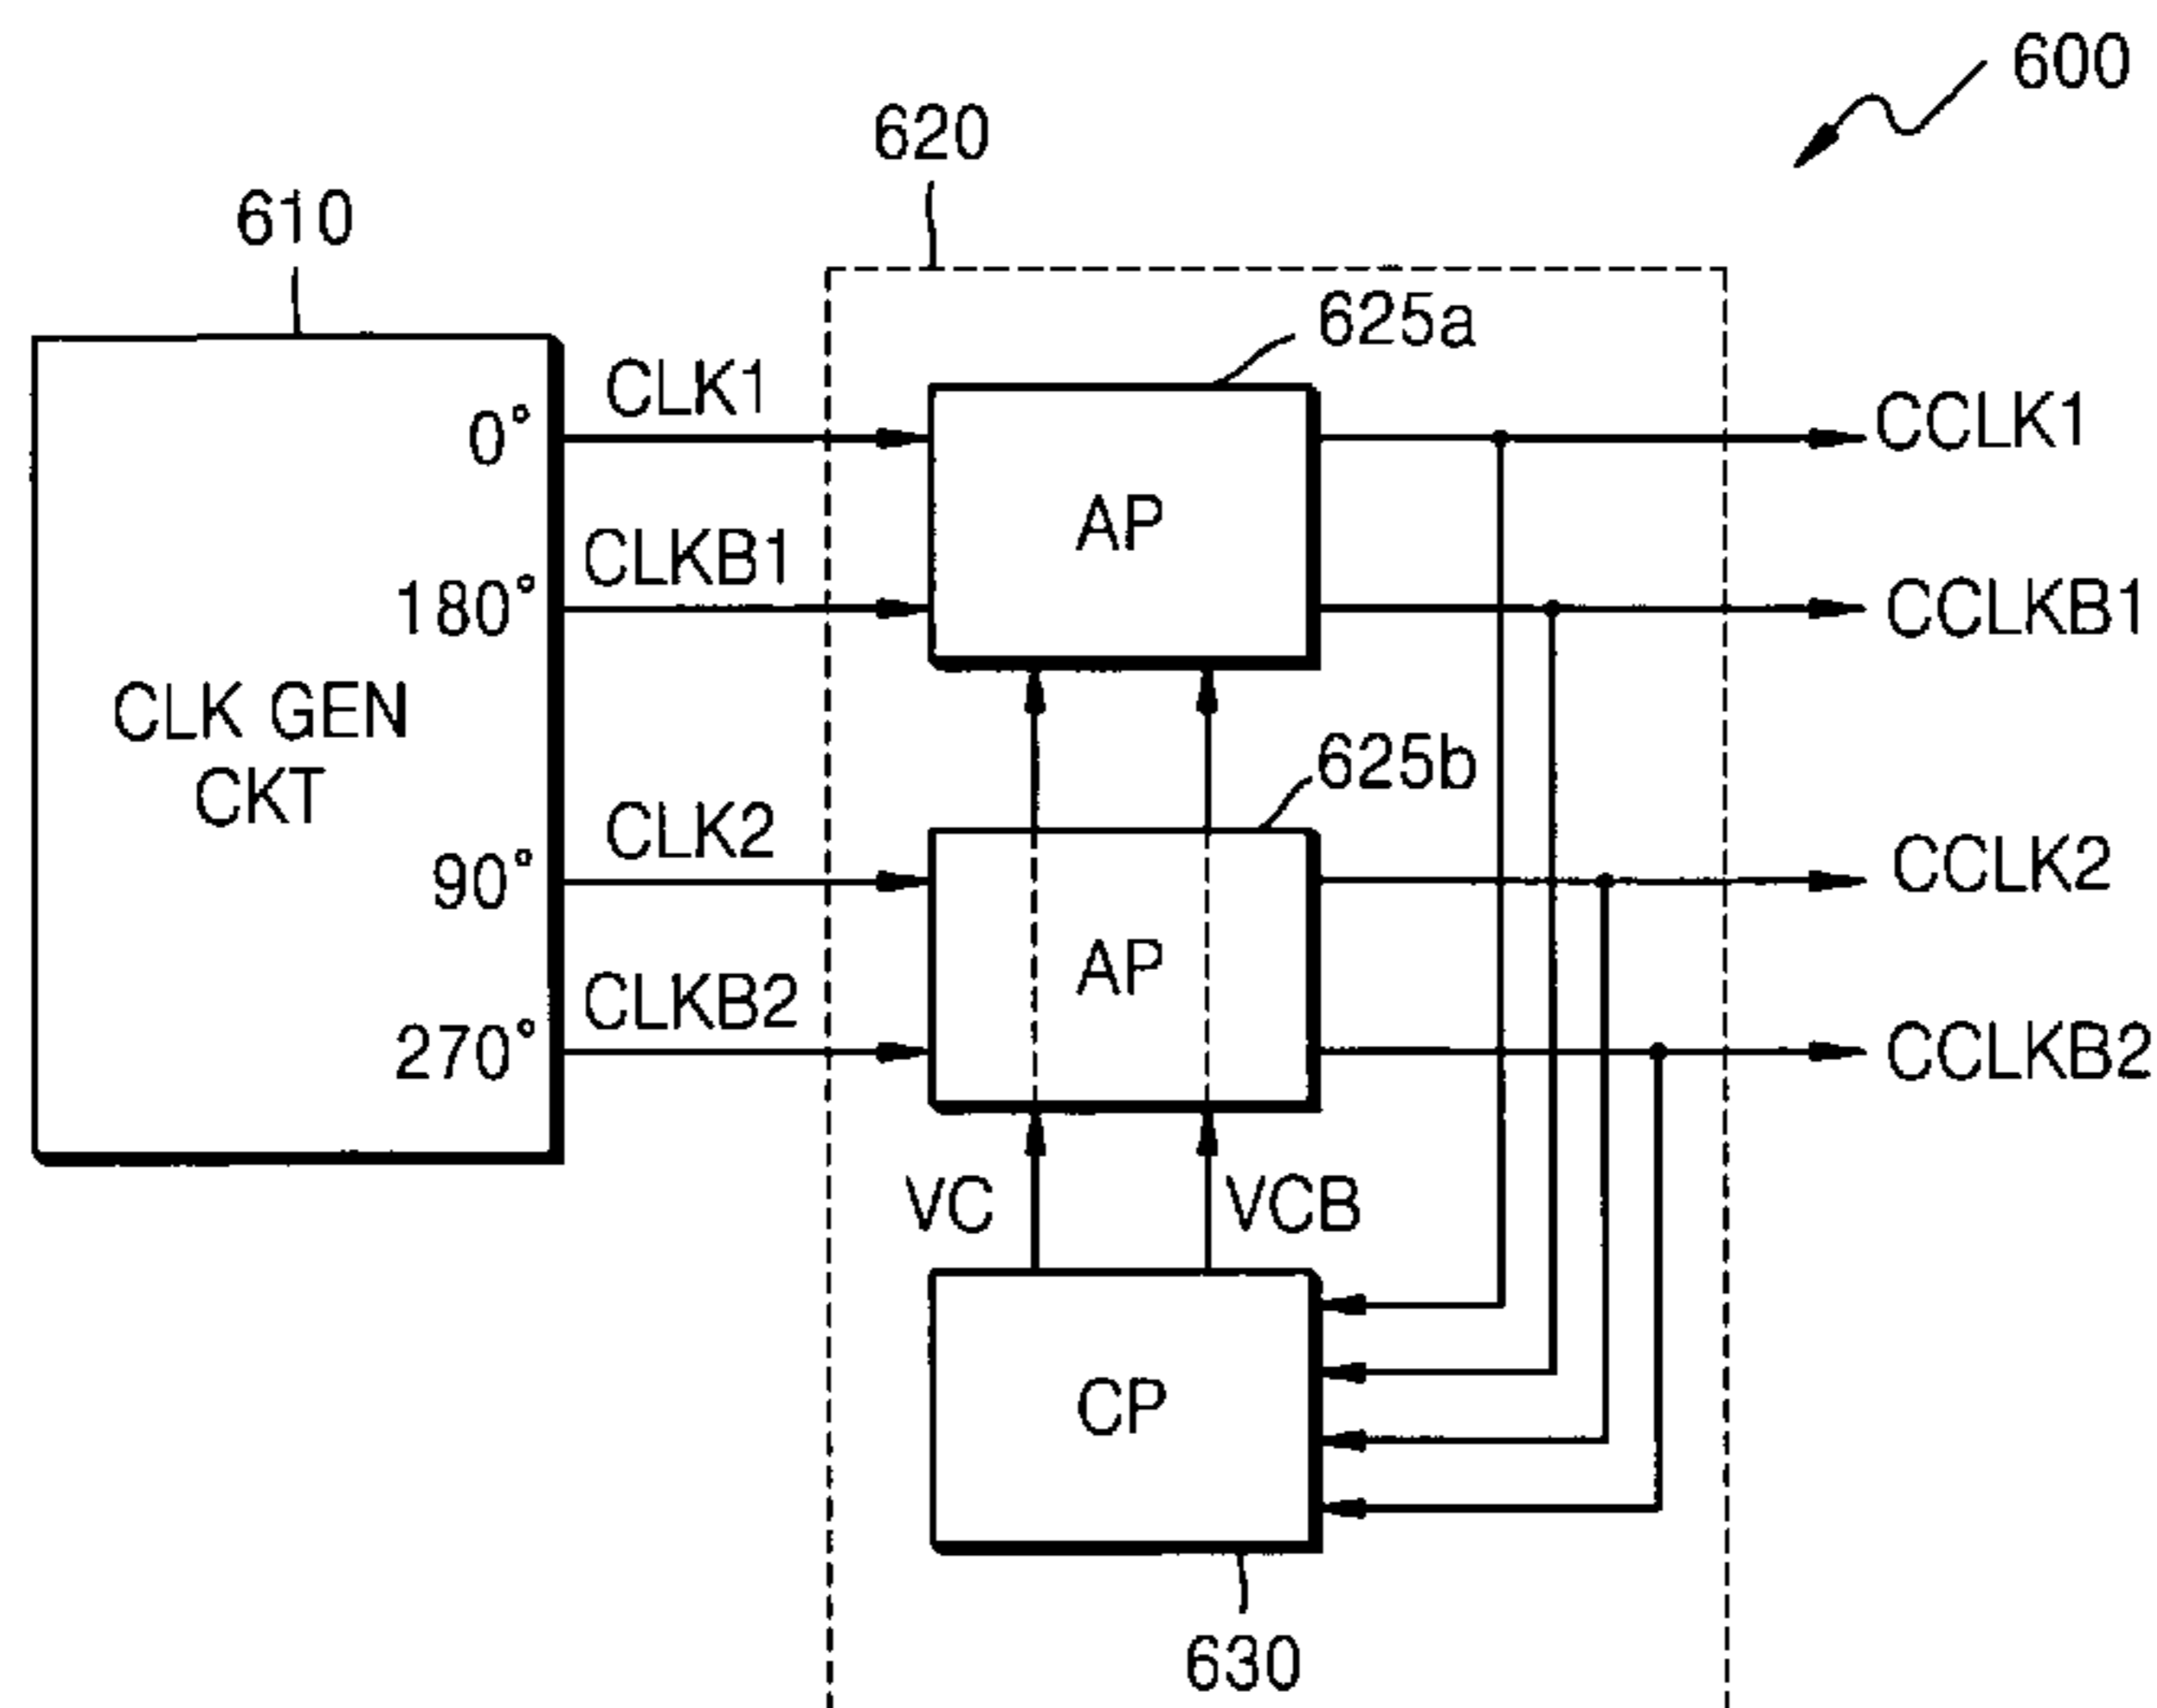 600
620
610
625a
CLK1
CCLK1
0°
AP
CLKB1
CCLKB1
180°
CLK GEN
CKT
625b
CLK2
CCLK2
90°
AP
CLKB2
CCLKB2
270°
VC
VCB
CP
630